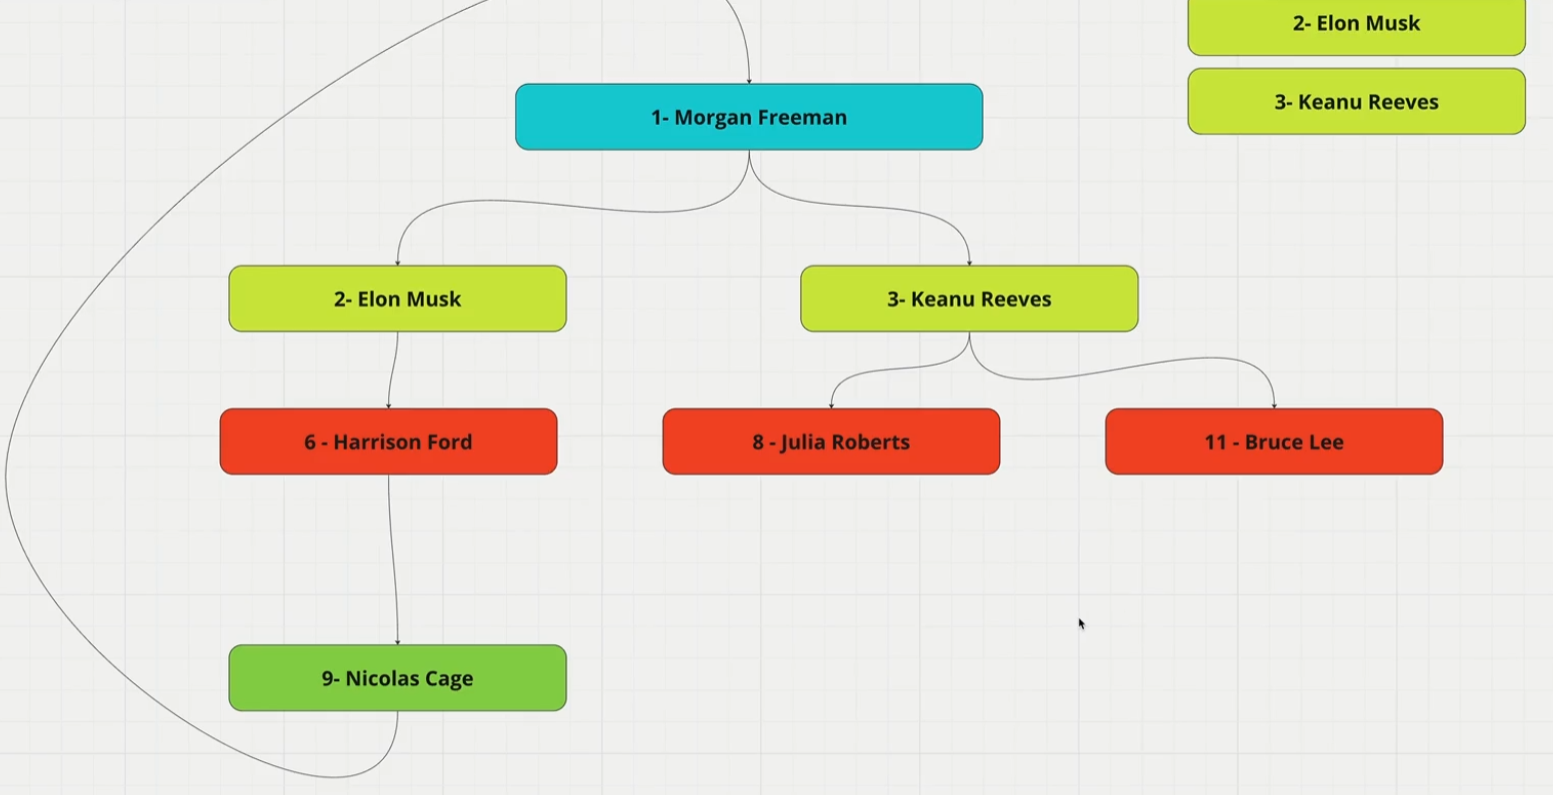 2- Elon Musk
3- Keanu Reeves
1- Morgan Freeman
2- Elon Musk
3- Keanu Reeves
6 - Harrison Ford
8 - Julia Roberts
11 - Bruce Lee
9- Nicolas Cage